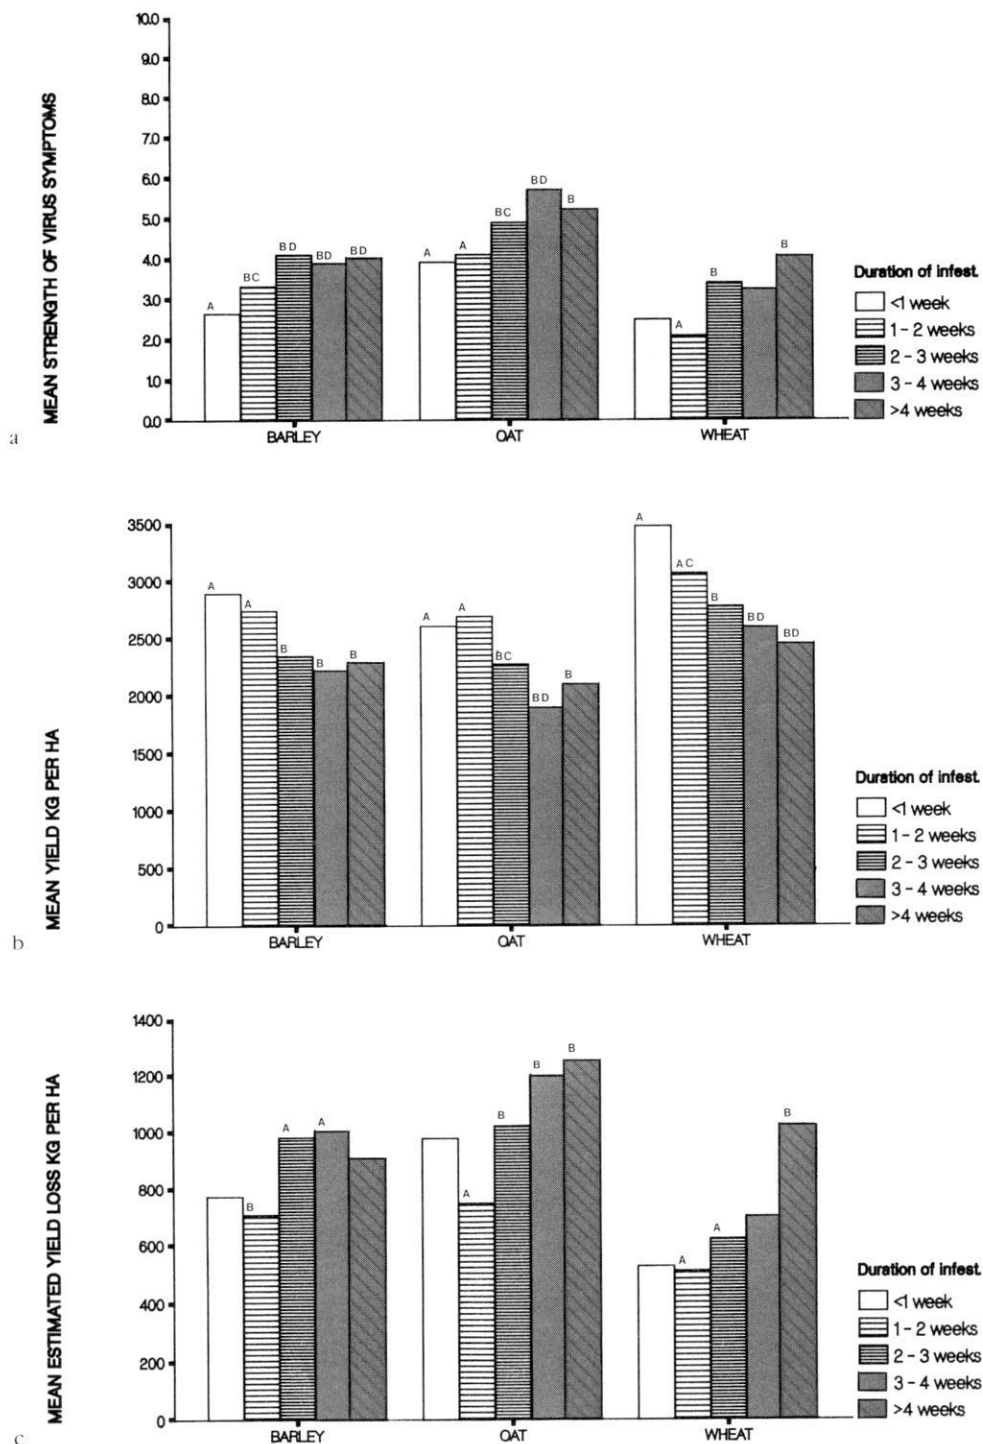 MEAN STRENGTH OF VIRUS SYMPTOMS
10.0
9.0
8.0
7.0
6.0
5.0
4.0
3.0
2.0
1.0
0.0
A
BC
BD
BD
BD
A
A
BC
BD
B
A
B
B
BARLEY
OAT
WHEAT
Duration of infest.
<1 week
1-2 weeks
2-3 weeks
3-4 weeks
>4 weeks
a
MEAN YIELD KG PER HA
3500
3000
2500
2000
1500
1000
500
0
A
A
B
B
B
A
A
BC
BD
B
A
AC
B
BD
BD
BARLEY
OAT
WHEAT
Duration of infest.
<1 week
1-2 weeks
2-3 weeks
3-4 weeks
>4 weeks
b
MEAN ESTIMATED YIELD LOSS KG PER HA
1400
1200
1000
800
600
400
200
0
B
A
A
A
B
B
B
A
A
B
BARLEY
OAT
WHEAT
Duration of infest.
<1 week
1-2 weeks
2-3 weeks
3-4 weeks
>4 weeks
c